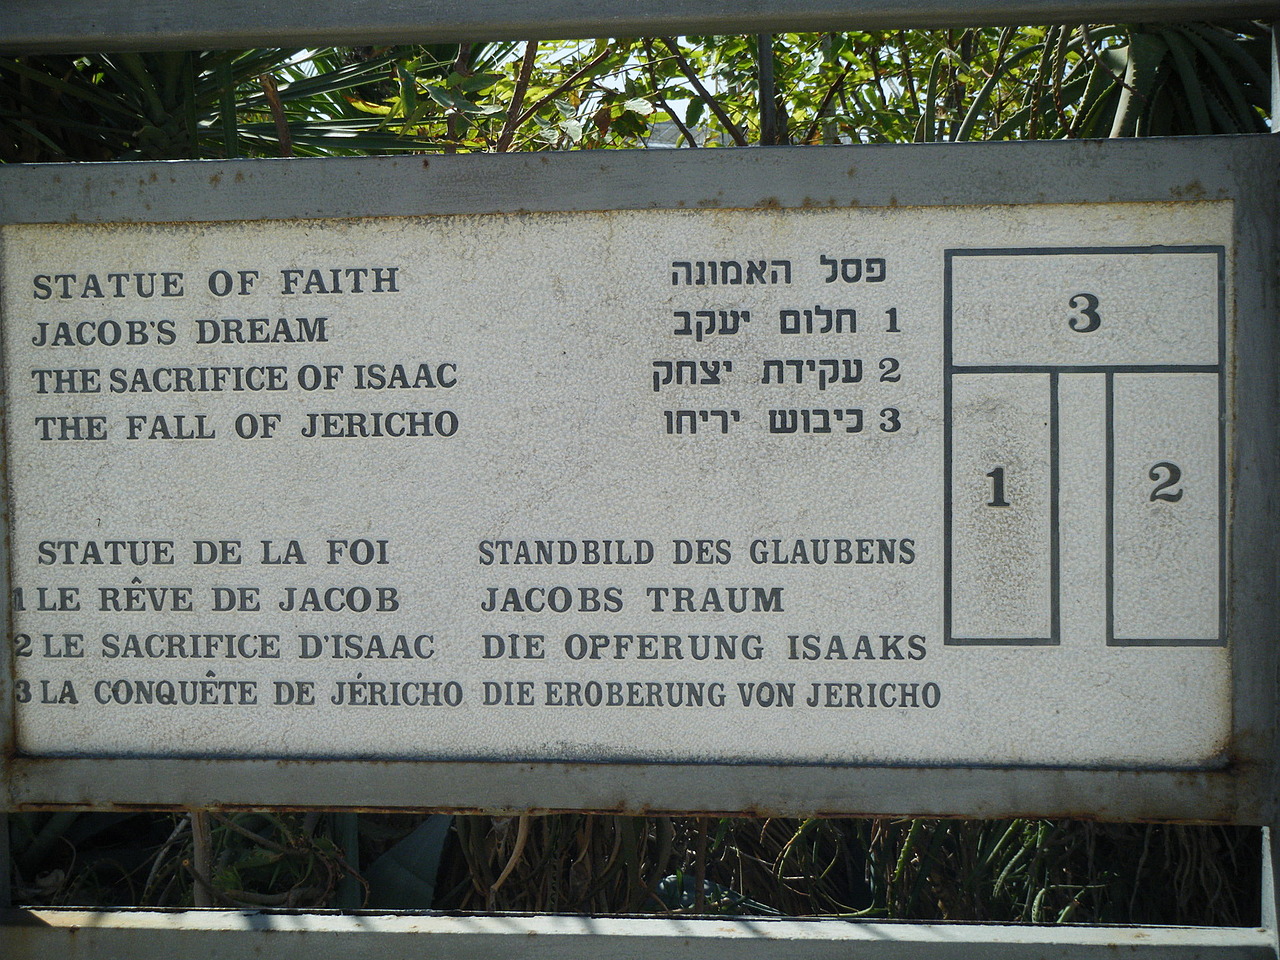 STATUE OF FAITH
JACOB'S DREAM
THE SACRIFICE OF ISAAC
THE FALL OF JERICHO
פסל האמונה
1 חלום יעקב
2 עקידת יצחק
3 כיבוש יריחו
STATUE DE LA FOI
1 LE RÊVE DE JACOB
2 LE SACRIFICE D'ISAAC
3 LA CONQUÊTE DE JÉRICHO
STANDBILD DES GLAUBENS
JACOBS TRAUM
DIE OPFERUNG ISAAKS
DIE EROBERUNG VON JERICHO
3
1
2